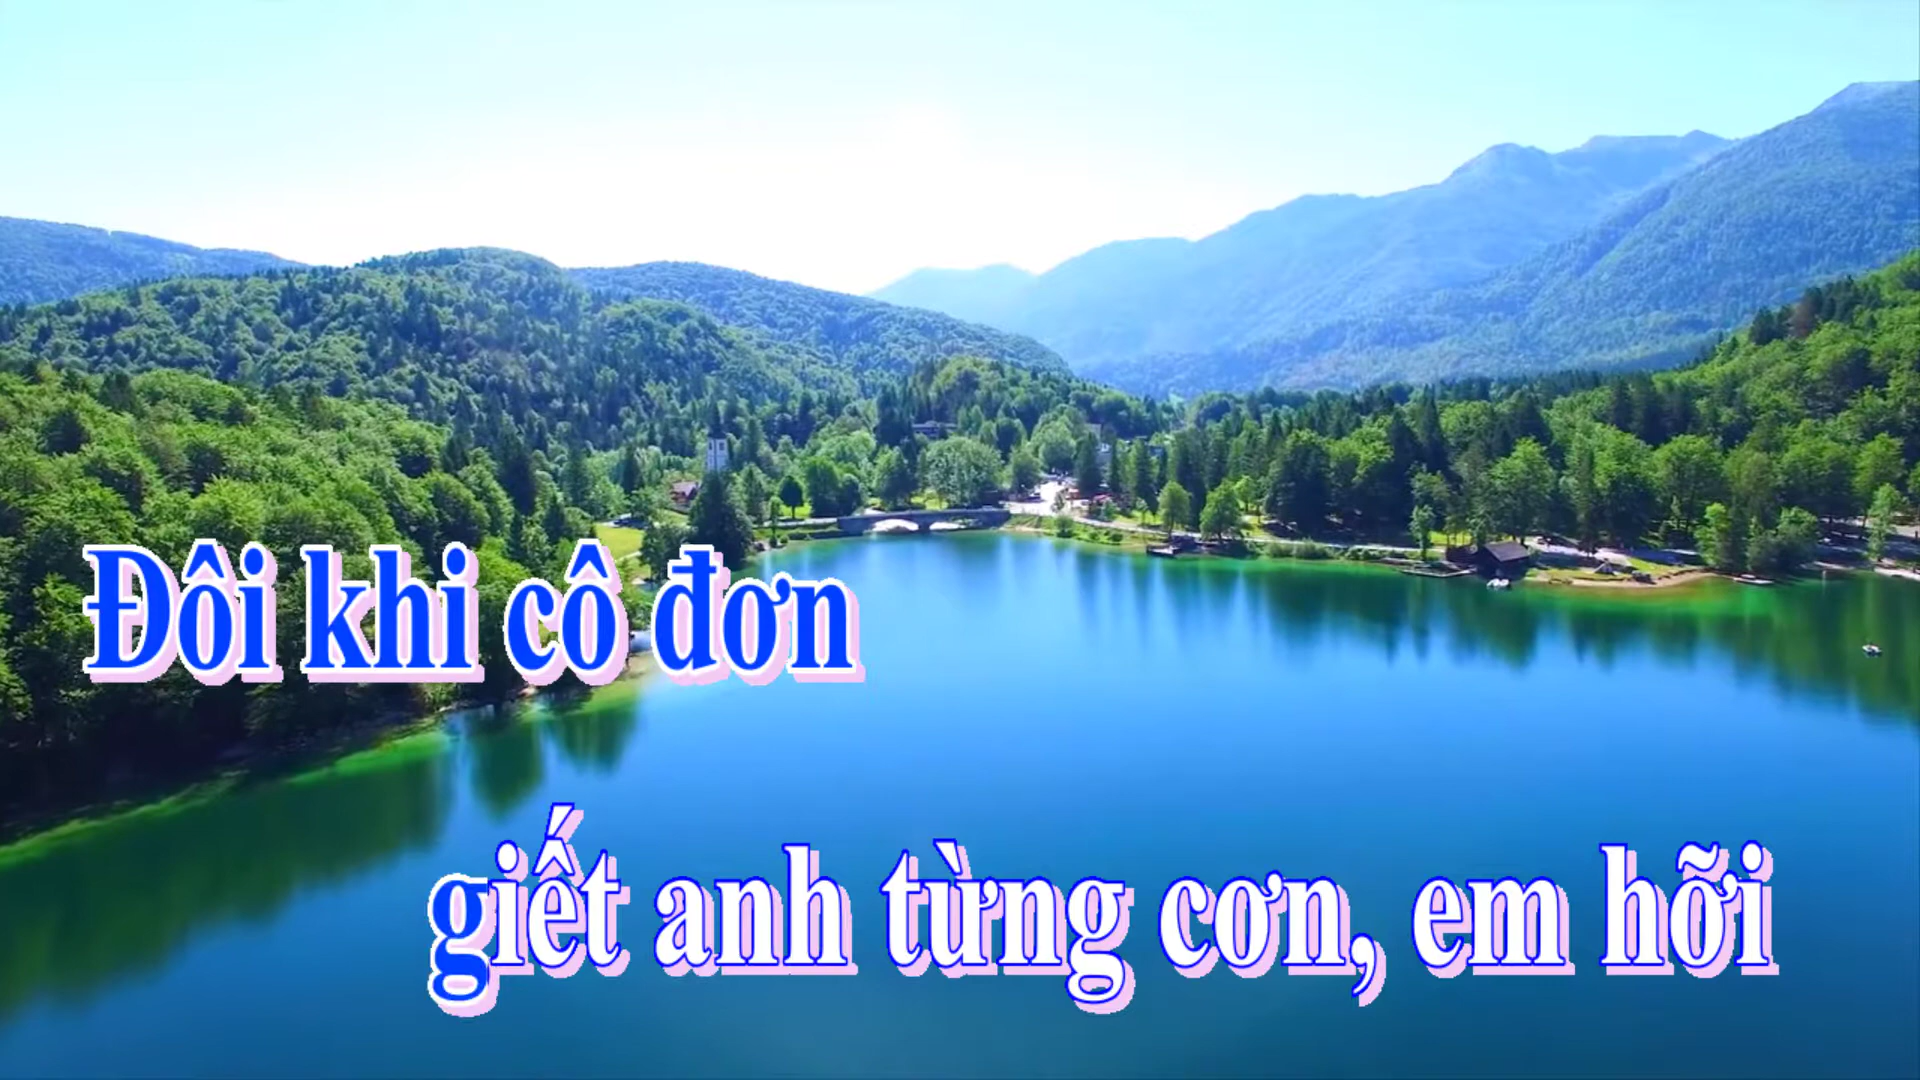 Đôi khi cô đơn
giết anh từng cơn, em hỡi